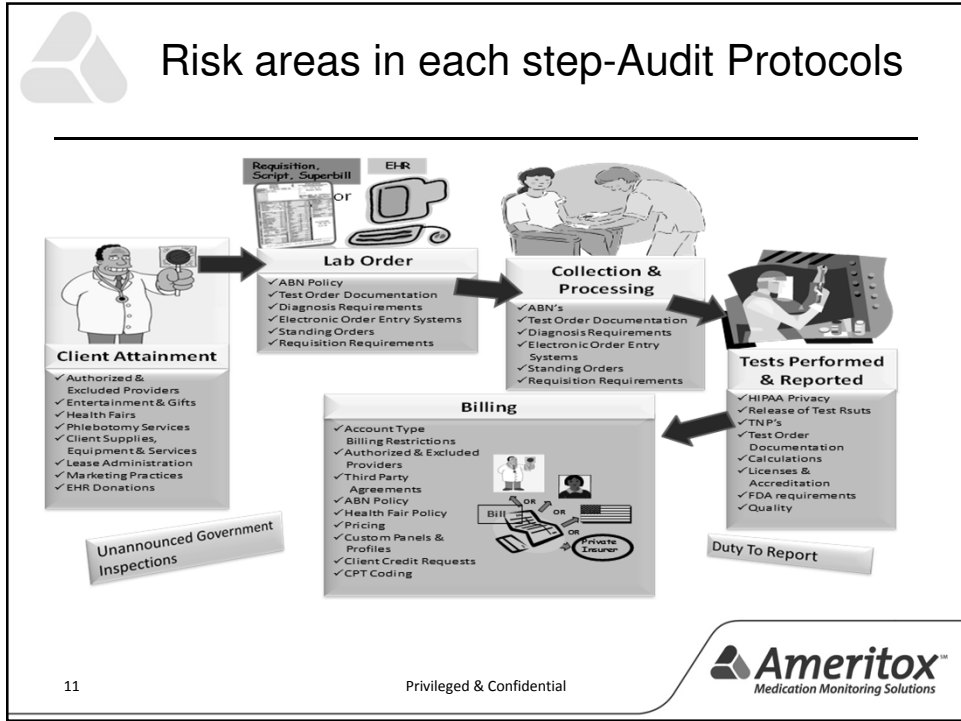 Risk areas in each step-Audit Protocols
Requisition,
Script, Superbill
or
EHR
Client Attainment
✓Authorized &
Excluded Providers
✓Entertainment & Gifts
✓Health Fairs
✓Phlebotomy Services
✓Client Supplies,
Equipment & Services
✓Lease Administration
✓Marketing Practices
✓EHR Donations
Lab Order
✓ABN Policy
✓Test Order Documentation
✓Diagnosis Requirements
✓Electronic Order Entry Systems
✓Standing Orders
✓Requisition Requirements
Collection &
Processing
✓ABN's
✓Test Order Documentation
✓Diagnosis Requirements
✓Electronic Order Entry
Systems
✓Standing Orders
✓Requisition Requirements
Tests Performed
& Reported
✓HIPAA Privacy
✓Release of Test Rsuts
✓TNP's
✓Test Order
Documentation
✓Calculations
✓Licenses &
Accreditation
✓FDA requirements
✓Quality
Billing
✓Account Type
Billing Restrictions
✓Authorized & Excluded
Providers
✓Third Party
Agreements
✓ABN Policy
✓Health Fair Policy
✓Pricing
✓Custom Panels &
Profiles
✓Client Credit Requests
✓CPT Coding
Bill
OR
OR
OR
Private
Insurer
Unannounced Government
Inspections
Duty To Report
11
Privileged & Confidential
Ameritox℠
Medication Monitoring Solutions